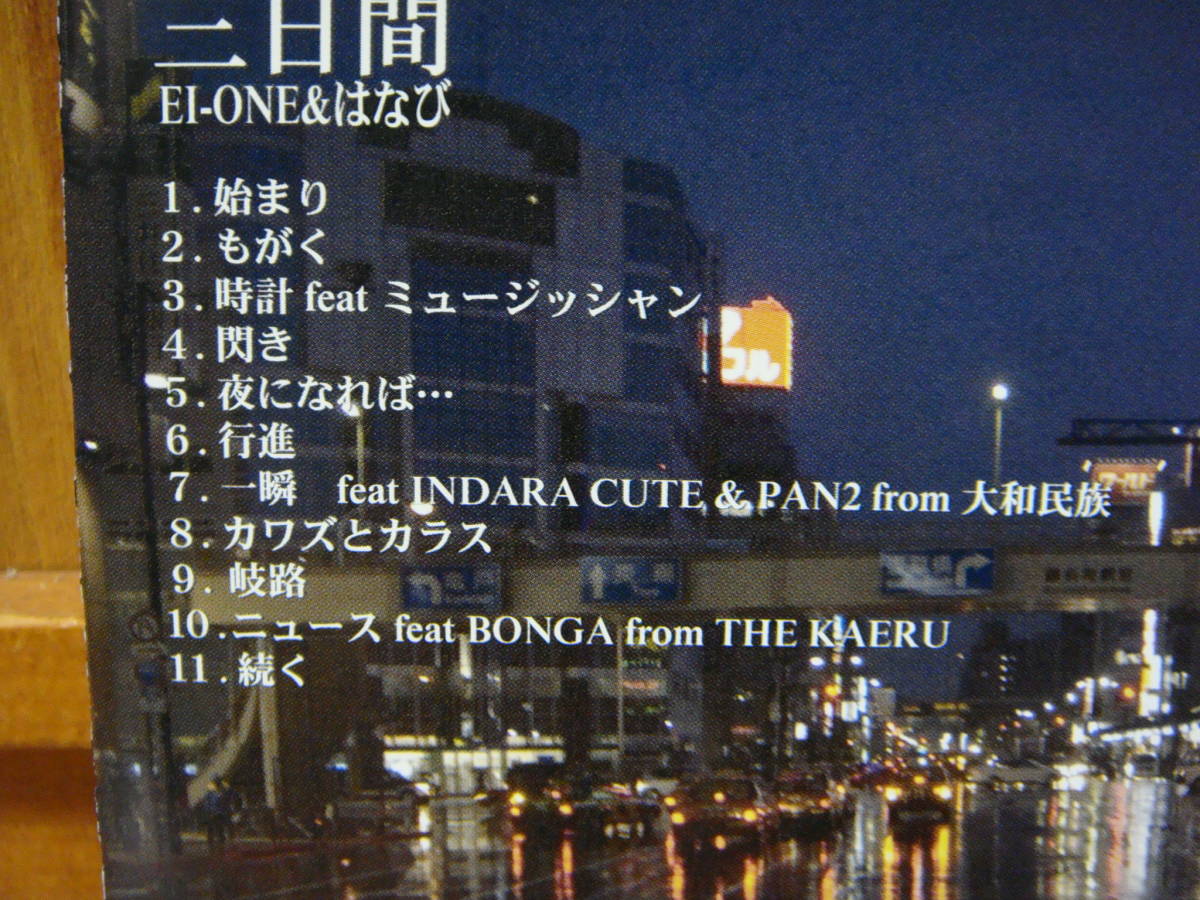 三日間
EI-ONE&はなび
1.始まり
2.もがく
3.時計 feat ミュージッシャン
4.閃き
5.夜になれば…
6.行進
7.一瞬　feat INDARA CUTE & PAN2 from 大和民族
8.カワズとカラス
9.岐路
10.ニュース feat BONGA from THE KAERU
11.続く
コル